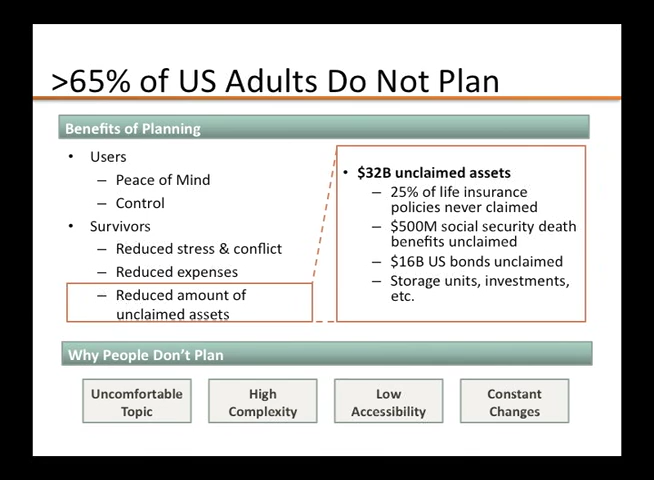 >65% of US Adults Do Not Plan
Benefits of Planning
• Users
– Peace of Mind
– Control
• Survivors
– Reduced stress & conflict
– Reduced expenses
– Reduced amount of
unclaimed assets
• $32B unclaimed assets
– 25% of life insurance
policies never claimed
– $500M social security death
benefits unclaimed
– $16B US bonds unclaimed
– Storage units, investments,
etc.
Why People Don’t Plan
Uncomfortable
Topic
High
Complexity
Low
Accessibility
Constant
Changes